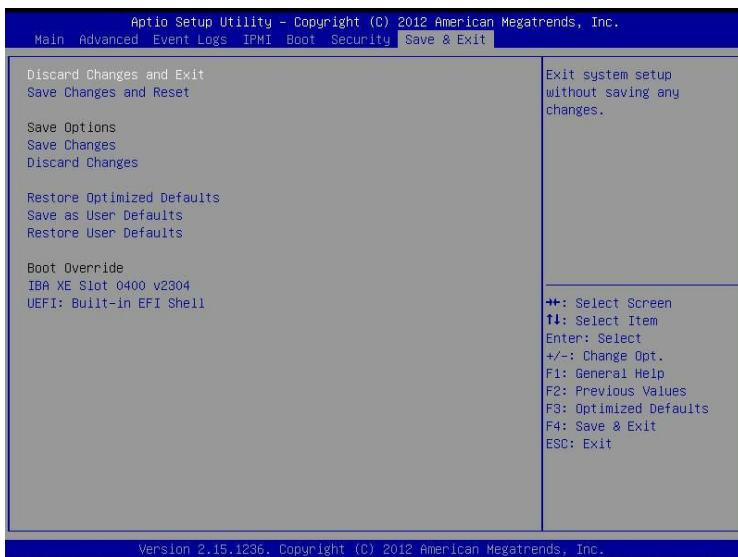 Aptio Setup Utility – Copyright (C) 2012 American Megatrends, Inc.
Main Advanced Event Logs IPMI Boot Security Save & Exit
Discard Changes and Exit
Save Changes and Reset
Save Options
Save Changes
Discard Changes
Restore Optimized Defaults
Save as User Defaults
Restore User Defaults
Boot Override
IBA XE Slot 0400 v2304
UEFI: Built-in EFI Shell
Exit system setup
without saving any
changes.
→←: Select Screen
↑↓: Select Item
Enter: Select
+/-: Change Opt.
F1: General Help
F2: Previous Values
F3: Optimized Defaults
F4: Save & Exit
ESC: Exit
Version 2.15.1236. Copyright (C) 2012 American Megatrends, Inc.